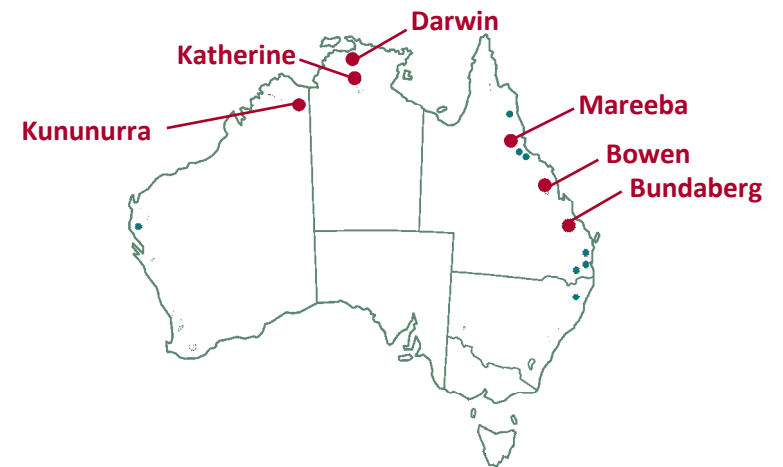 Darwin
Katherine
Kununurra
Mareeba
Bowen
Bundaberg